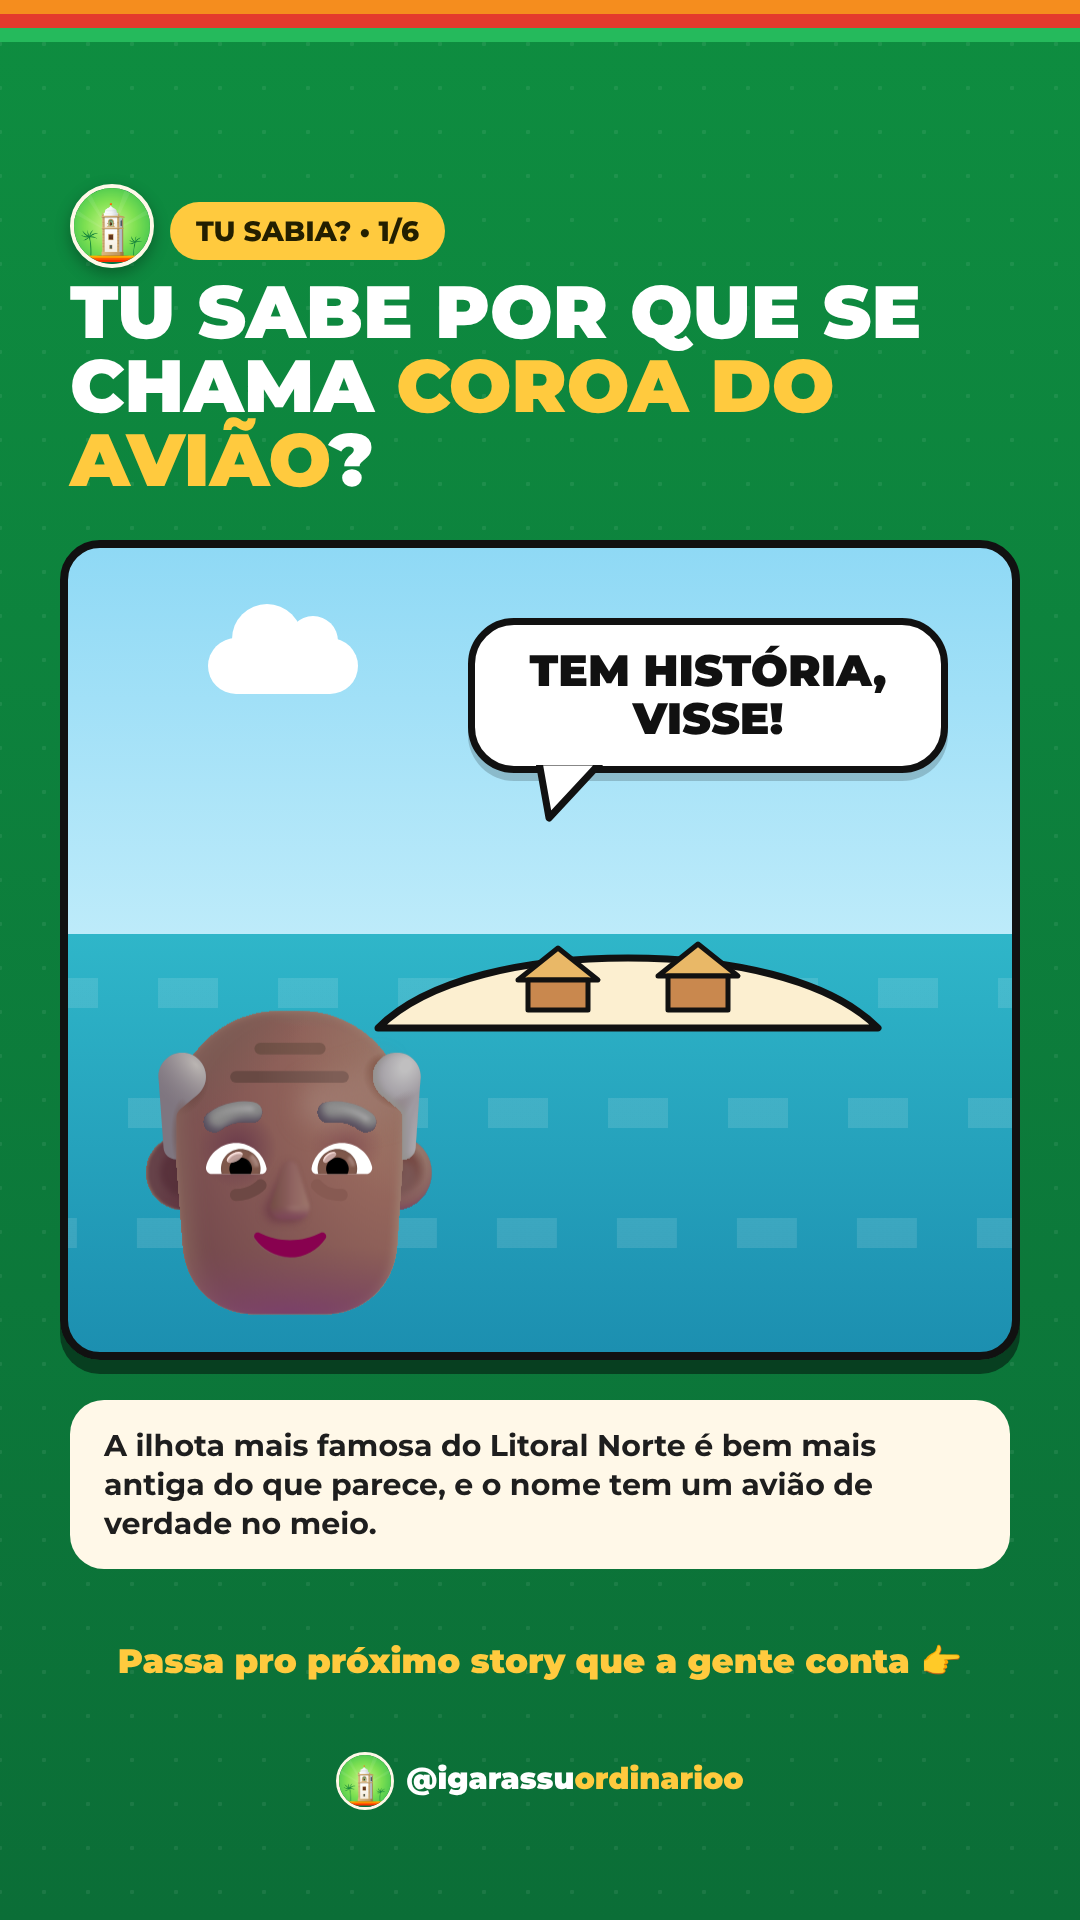 TU SABIA? • 1/6
TU SABE POR QUE SE
CHAMA COROA DO
AVIÃO?
TEM HISTÓRIA,
VISSE!
A ilhota mais famosa do Litoral Norte é bem mais
antiga do que parece, e o nome tem um avião de
verdade no meio.
Passa pro próximo story que a gente conta 👉
@igarassuordinarioo